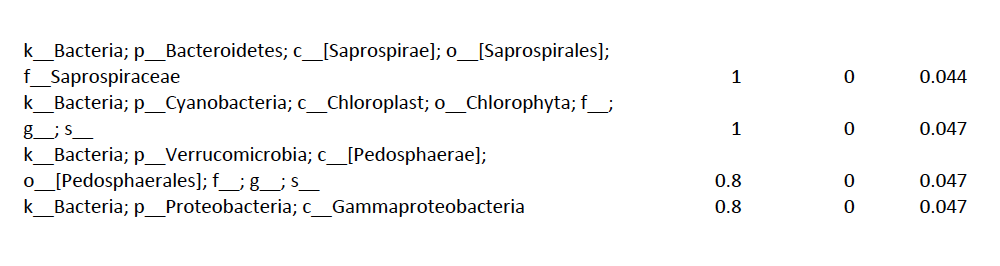 k__Bacteria; p__Bacteroidetes; c__[Saprospirae]; o__[Saprospirales];
f__Saprospiraceae 1 0 0.044
k__Bacteria; p__Cyanobacteria; c__Chloroplast; o__Chlorophyta; f__;
g__; s__ 1 0 0.047
k__Bacteria; p__Verrucomicrobia; c__[Pedosphaerae];
o__[Pedosphaerales]; f__; g__; s__ 0.8 0 0.047
k__Bacteria; p__Proteobacteria; c__Gammaproteobacteria 0.8 0 0.047